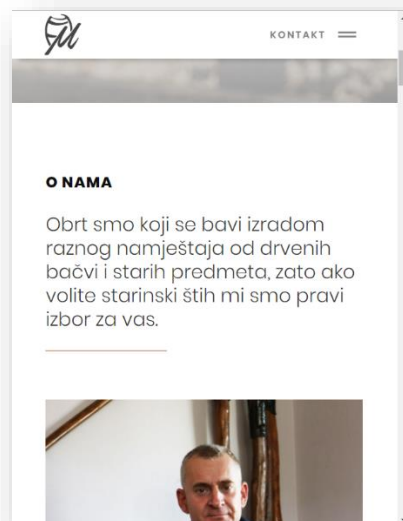 KONTAKT
O NAMA
Obrt smo koji se bavi izradom
raznog namještaja od drvenih
bačvi i starih predmeta, zato ako
volite starinski štih mi smo pravi
izbor za vas.